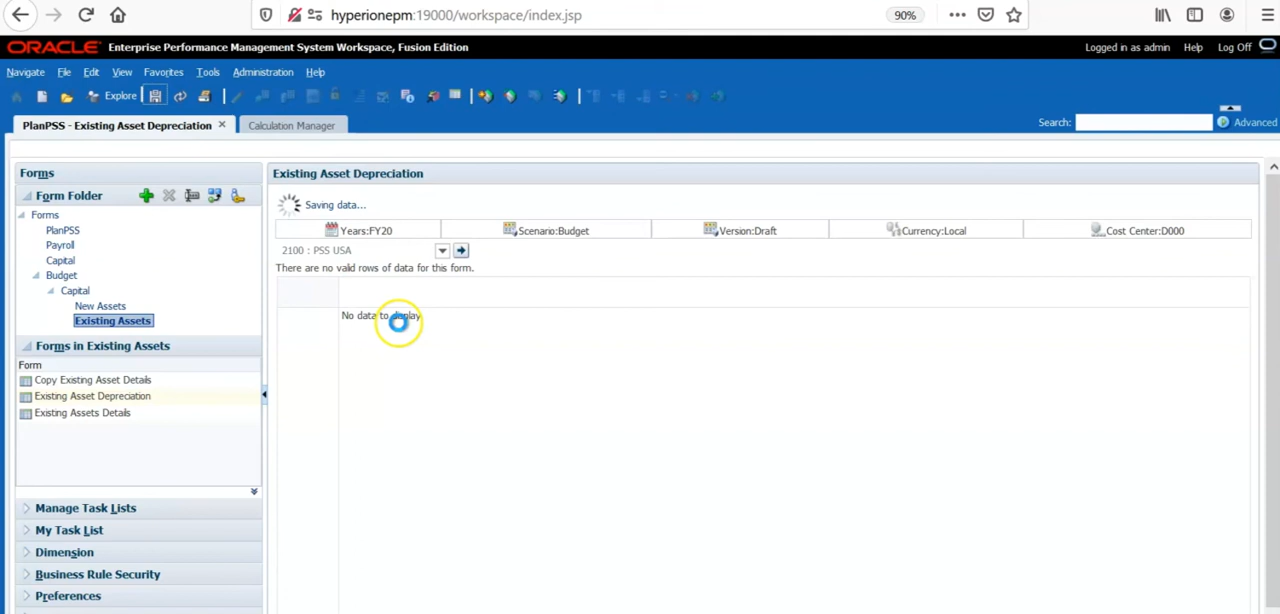 hyperionepm:19000/workspace/index.jsp 90%
ORACLE Enterprise Performance Management System Workspace, Fusion Edition Logged in as admin Help Log Off
Navigate File Edit View Favorites Tools Administration Help
Explore
PlanPSS - Existing Asset Depreciation Calculation Manager Search: Advanced
Forms Existing Asset Depreciation
Form Folder Saving data...
Forms
PlanPSS Years:FY20 Scenario:Budget Version:Draft Currency:Local Cost Center:D000
Payroll 2100 : PSS USA
Capital There are no valid rows of data for this form.
Budget
Capital
New Assets
Existing Assets No data to display
Forms in Existing Assets
Form
Copy Existing Asset Details
Existing Asset Depreciation
Existing Assets Details
Manage Task Lists
My Task List
Dimension
Business Rule Security
Preferences